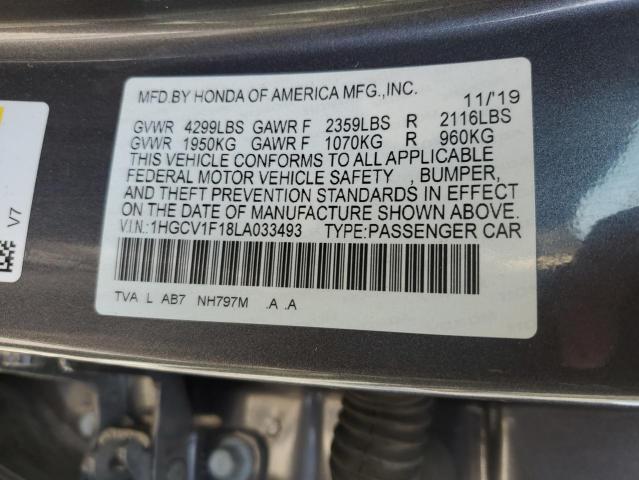 MFD.BY HONDA OF AMERICA MFG.,INC. 11/'19
GVWR 4299LBS GAWR F 2359LBS R 2116LBS
GVWR 1950KG GAWR F 1070KG R 960KG
THIS VEHICLE CONFORMS TO ALL APPLICABLE
FEDERAL MOTOR VEHICLE SAFETY , BUMPER,
AND THEFT PREVENTION STANDARDS IN EFFECT
ON THE DATE OF MANUFACTURE SHOWN ABOVE.
V.I.N.:1HGCV1F18LA033493 TYPE:PASSENGER CAR
TVA L AB7 NH797M .A .A
V7